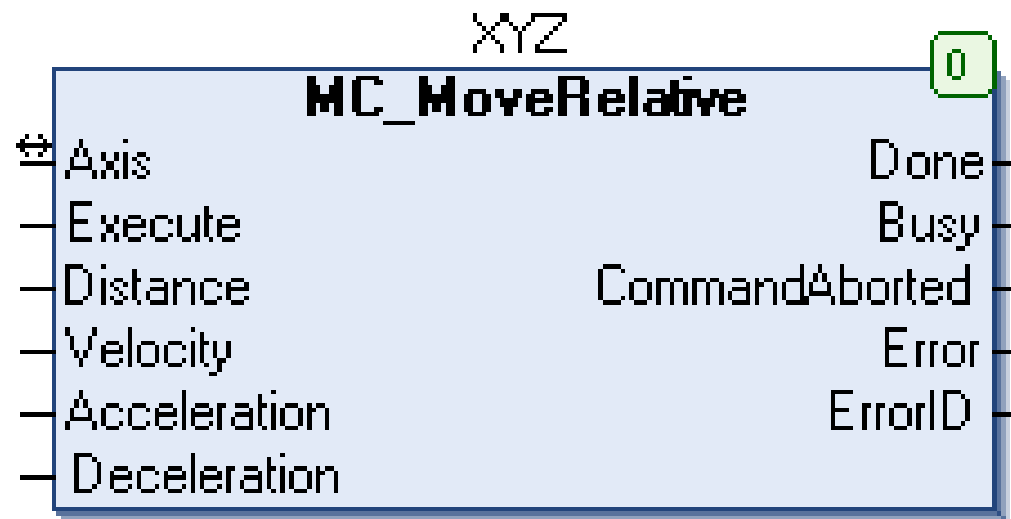 XYZ
0
MC_MoveRelative
Axis Done
Execute Busy
Distance CommandAborted
Velocity Error
Acceleration ErrorID
Deceleration